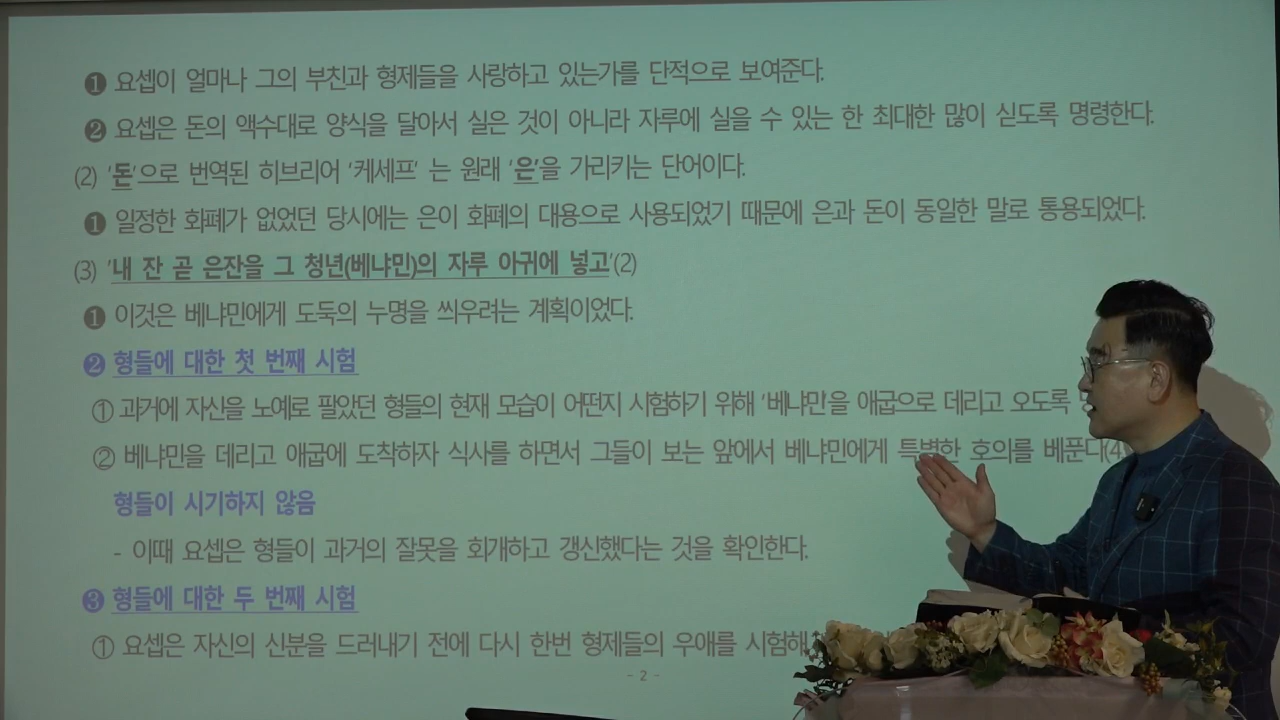 ❶ 요셉이 얼마나 그의 부친과 형제들을 사랑하고 있는가를 단적으로 보여준다.
❷ 요셉은 돈의 액수대로 양식을 달아서 실은 것이 아니라 자루에 실을 수 있는 한 최대한 많이 싣도록 명령한다.
(2) '돈'으로 번역된 히브리어 '케세프' 는 원래 '은'을 가리키는 단어이다.
❶ 일정한 화폐가 없었던 당시에는 은이 화폐의 대용으로 사용되었기 때문에 은과 돈이 동일한 말로 통용되었다.
(3) '내 잔 곧 은잔을 그 청년(베냐민)의 자루 아귀에 넣고'(2)
❶ 이것은 베냐민에게 도둑의 누명을 씌우려는 계획이었다.
❷ 형들에 대한 첫 번째 시험
① 과거에 자신을 노예로 팔았던 형들의 현재 모습이 어떤지 시험하기 위해 '베냐민'을 애굽으로 데리고 오도록
② 베냐민을 데리고 애굽에 도착하자 식사를 하면서 그들이 보는 앞에서 베냐민에게 특별한 호의를 베푼다(4
형들이 시기하지 않음
- 이때 요셉은 형들이 과거의 잘못을 회개하고 갱신했다는 것을 확인한다.
❸ 형들에 대한 두 번째 시험
① 요셉은 자신의 신분을 드러내기 전에 다시 한번 형제들의 우애를 시험해
- 2 -